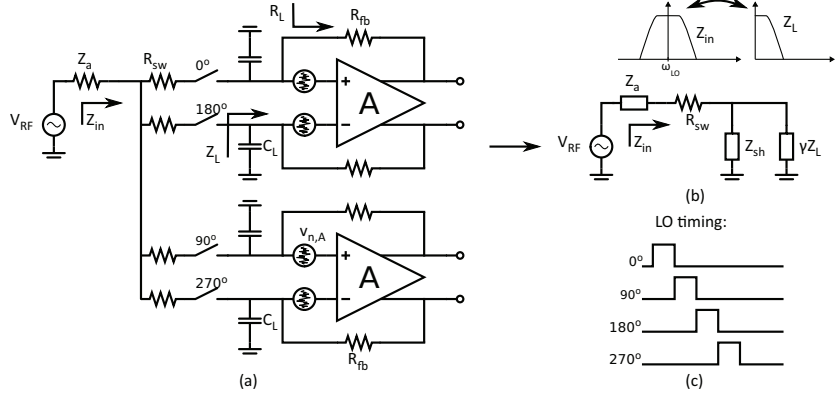 R_L
R_fb
Z_a
R_sw
0°
+
A
−
V_RF
Z_in
180°
Z_L
C_L
90°
v_n,A
+
A
−
270°
C_L
R_fb
(a)
Z_in
Z_L
ω_LO
Z_a
R_sw
V_RF
Z_in
Z_sh
γZ_L
(b)
LO timing:
0°
90°
180°
270°
(c)